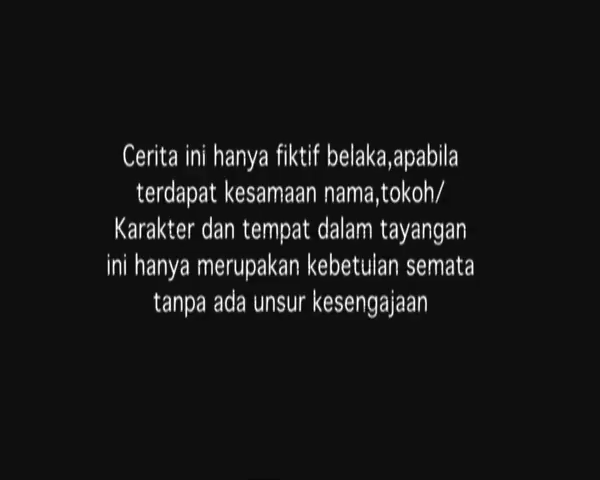 Cerita ini hanya fiktif belaka,apabila
terdapat kesamaan nama,tokoh/
Karakter dan tempat dalam tayangan
ini hanya merupakan kebetulan semata
tanpa ada unsur kesengajaan